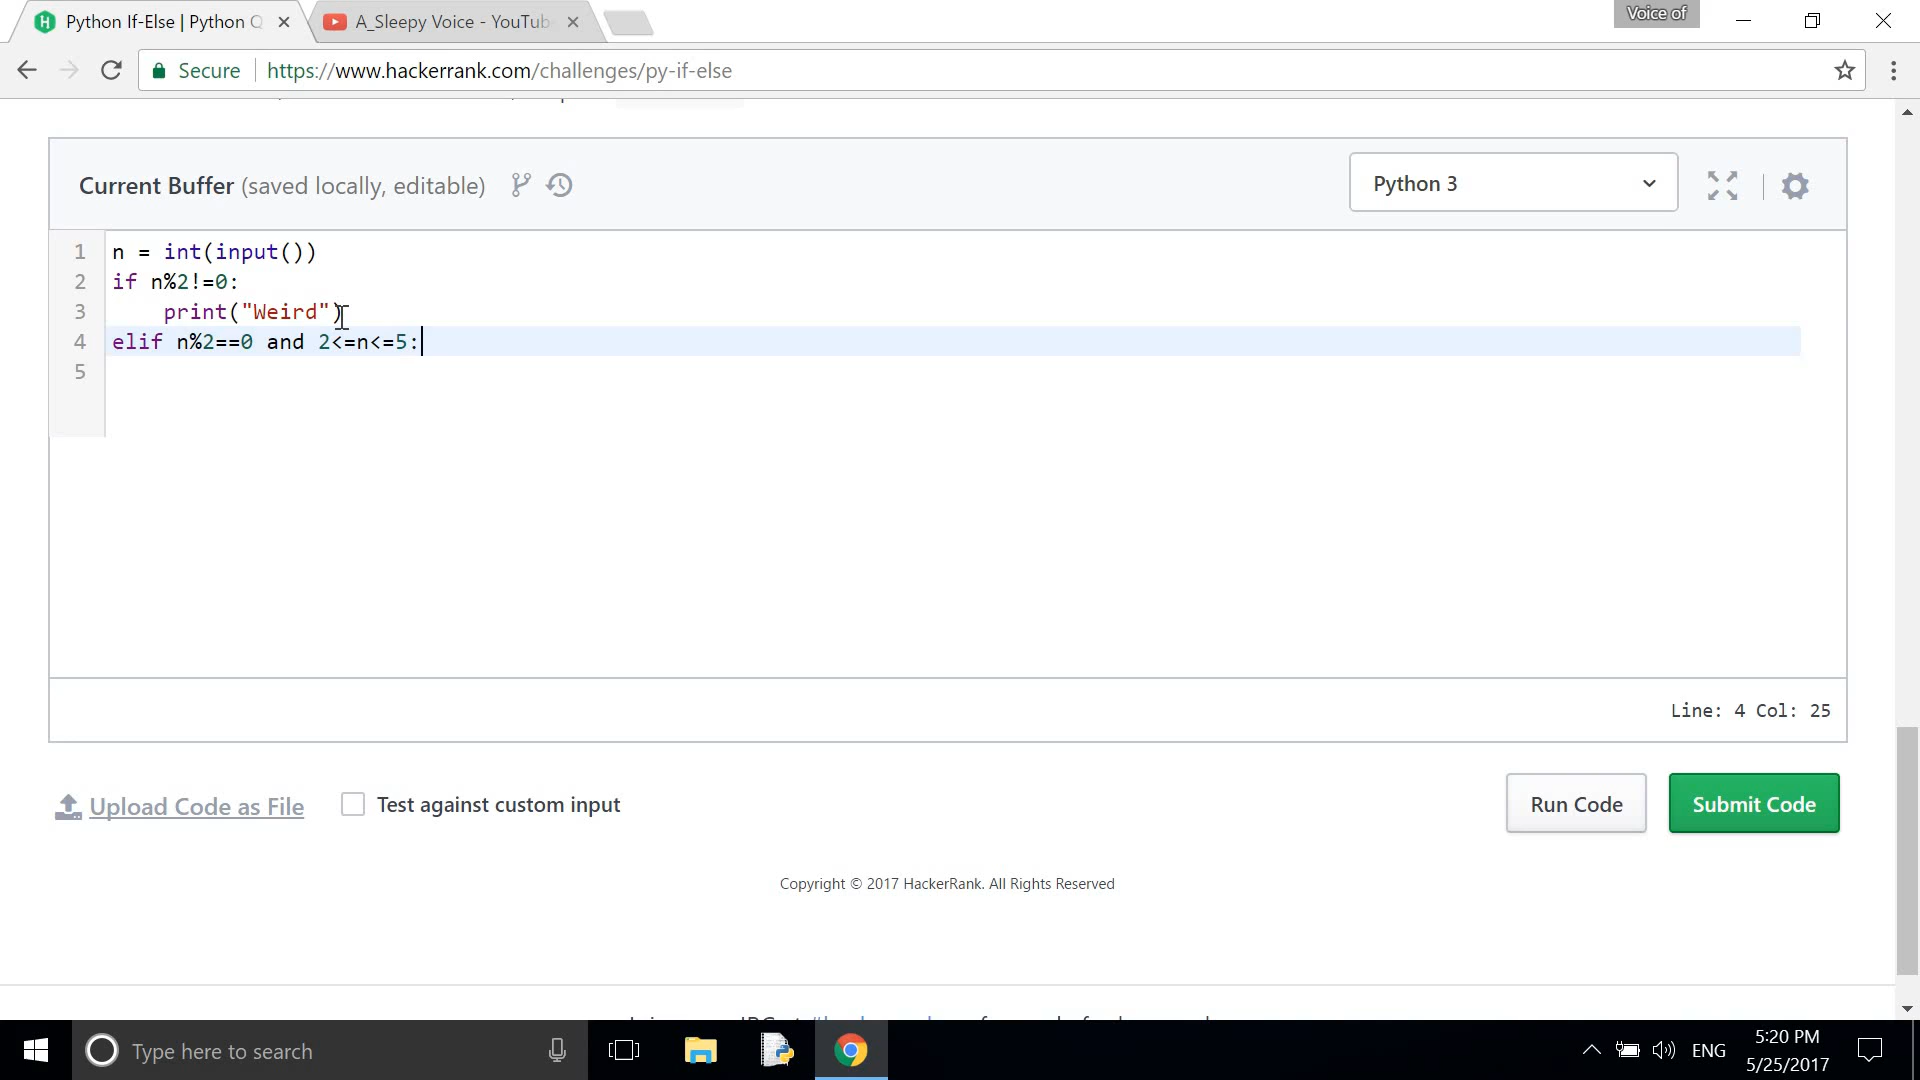 Python If-Else | Python Q
A_Sleepy Voice - YouTub
Voice of
Secure
https://www.hackerrank.com/challenges/py-if-else
Current Buffer (saved locally, editable)
Python 3
1 n = int(input())
2 if n%2!=0:
3 print("Weird")
4 elif n%2==0 and 2<=n<=5:
5
Line: 4 Col: 25
Upload Code as File
Test against custom input
Run Code
Submit Code
Copyright © 2017 HackerRank. All Rights Reserved
Type here to search
ENG
5:20 PM
5/25/2017